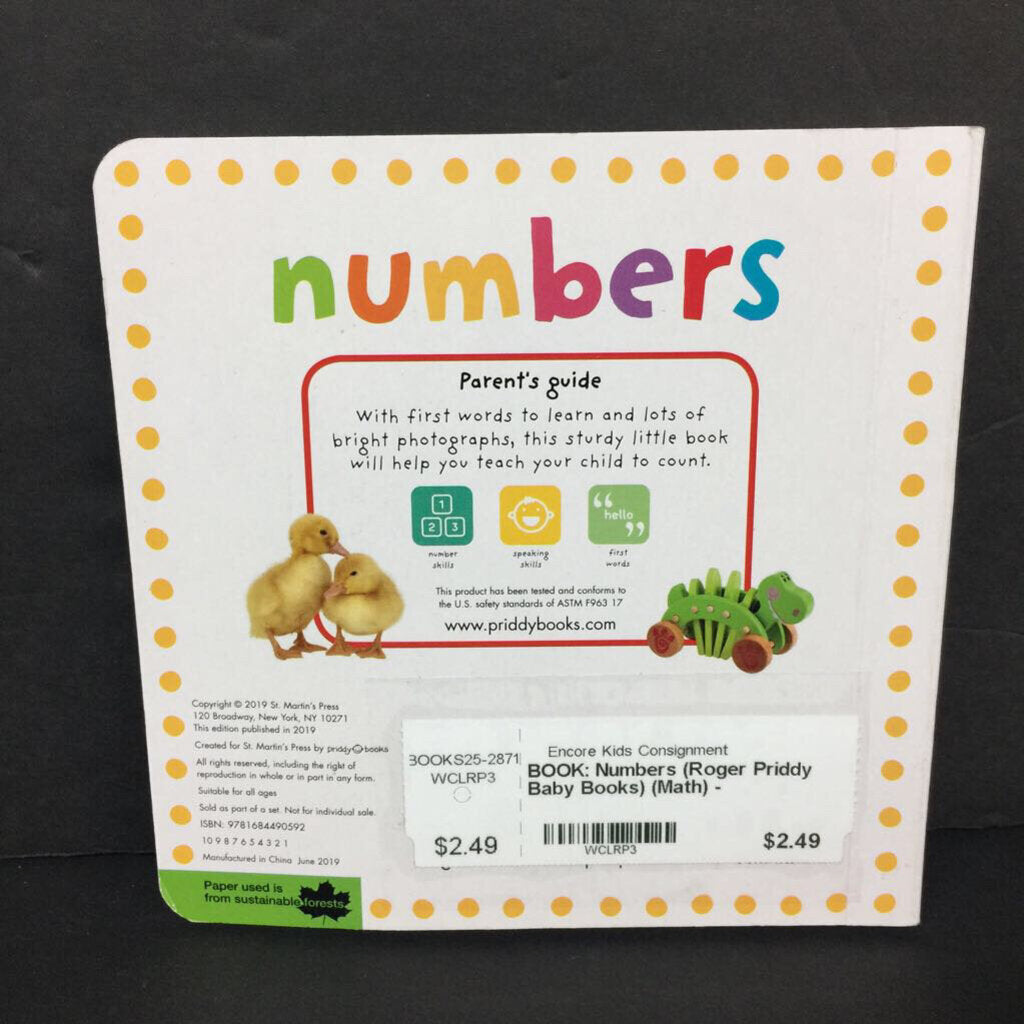 numbers
Parent's guide
With first words to learn and lots of
bright photographs, this sturdy little book
will help you teach your child to count.
1
2 3
“ hello ”
number
skills
speaking
skills
first
words
This product has been tested and conforms to
the U.S. safety standards of ASTM F963 17
www.priddybooks.com
Copyright © 2019 St. Martin's Press
120 Broadway, New York, NY 10271
This edition published in 2019
Created for St. Martin's Press by priddy books
All rights reserved, including the right of
reproduction in whole or in part in any form.
Suitable for all ages
Sold as part of a set. Not for individual sale.
ISBN: 9781684490592
10 9 8 7 6 5 4 3 2 1
Manufactured in China June 2019
Paper used is
from sustainable forests.
BOOKS25-2871
WCLRP3
$2.49
Encore Kids Consignment
BOOK: Numbers (Roger Priddy
Baby Books) (Math) -
WCLRP3
$2.49